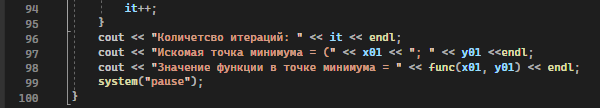 94 it++;
95 }
96 cout << "Количетсво итераций: " << it << endl;
97 cout << "Искомая точка минимума = (" << x01 << "; " << y01 <<endl;
98 cout << "Значение функции в точке минимума = " << func(x01, y01) << endl;
99 system("pause");
100 }